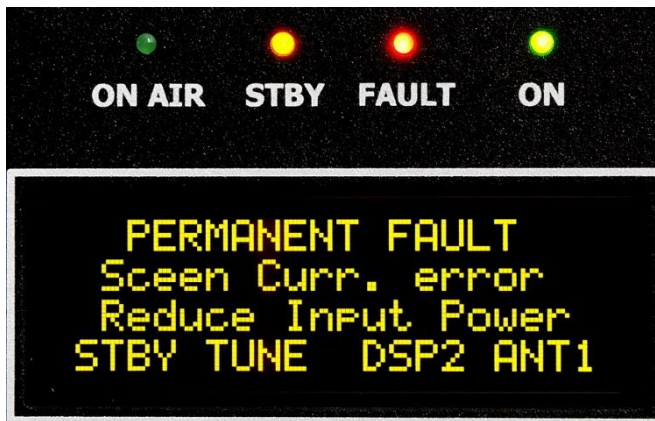 ON AIR STBY FAULT ON
PERMANENT FAULT
Sceen Curr. error
Reduce Input Power
STBY TUNE DSP2 ANT1